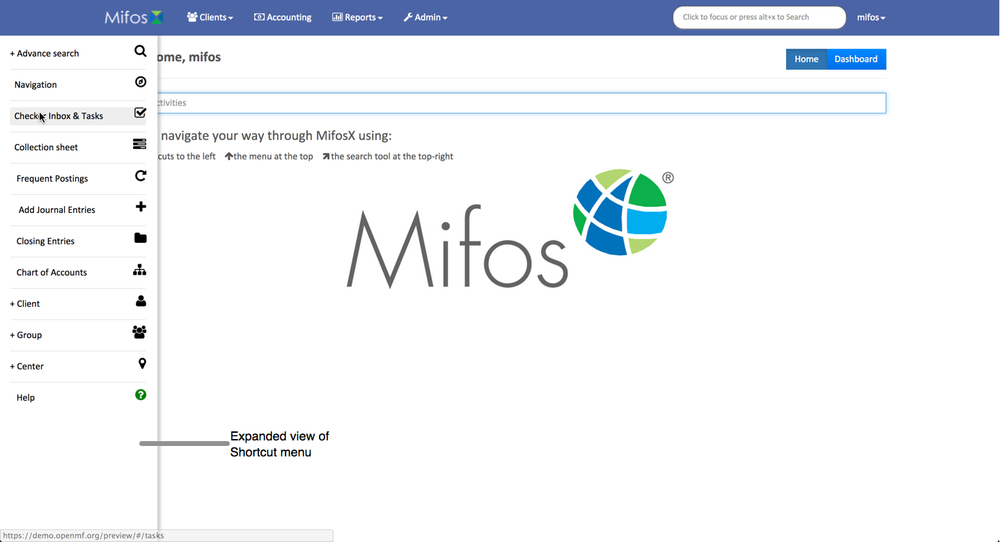 Mifos Clients Accounting Reports Admin Click to focus or press alt+x to Search mifos
+ Advance search
Navigation
Checker Inbox & Tasks
Collection sheet
Frequent Postings
Add Journal Entries
Closing Entries
Chart of Accounts
+ Client
+ Group
+ Center
Help
ome, mifos
Home Dashboard
ctivities
navigate your way through MifosX using:
cuts to the left the menu at the top the search tool at the top-right
Mifos ®
Expanded view of
Shortcut menu
https://demo.openmf.org/preview/#/tasks